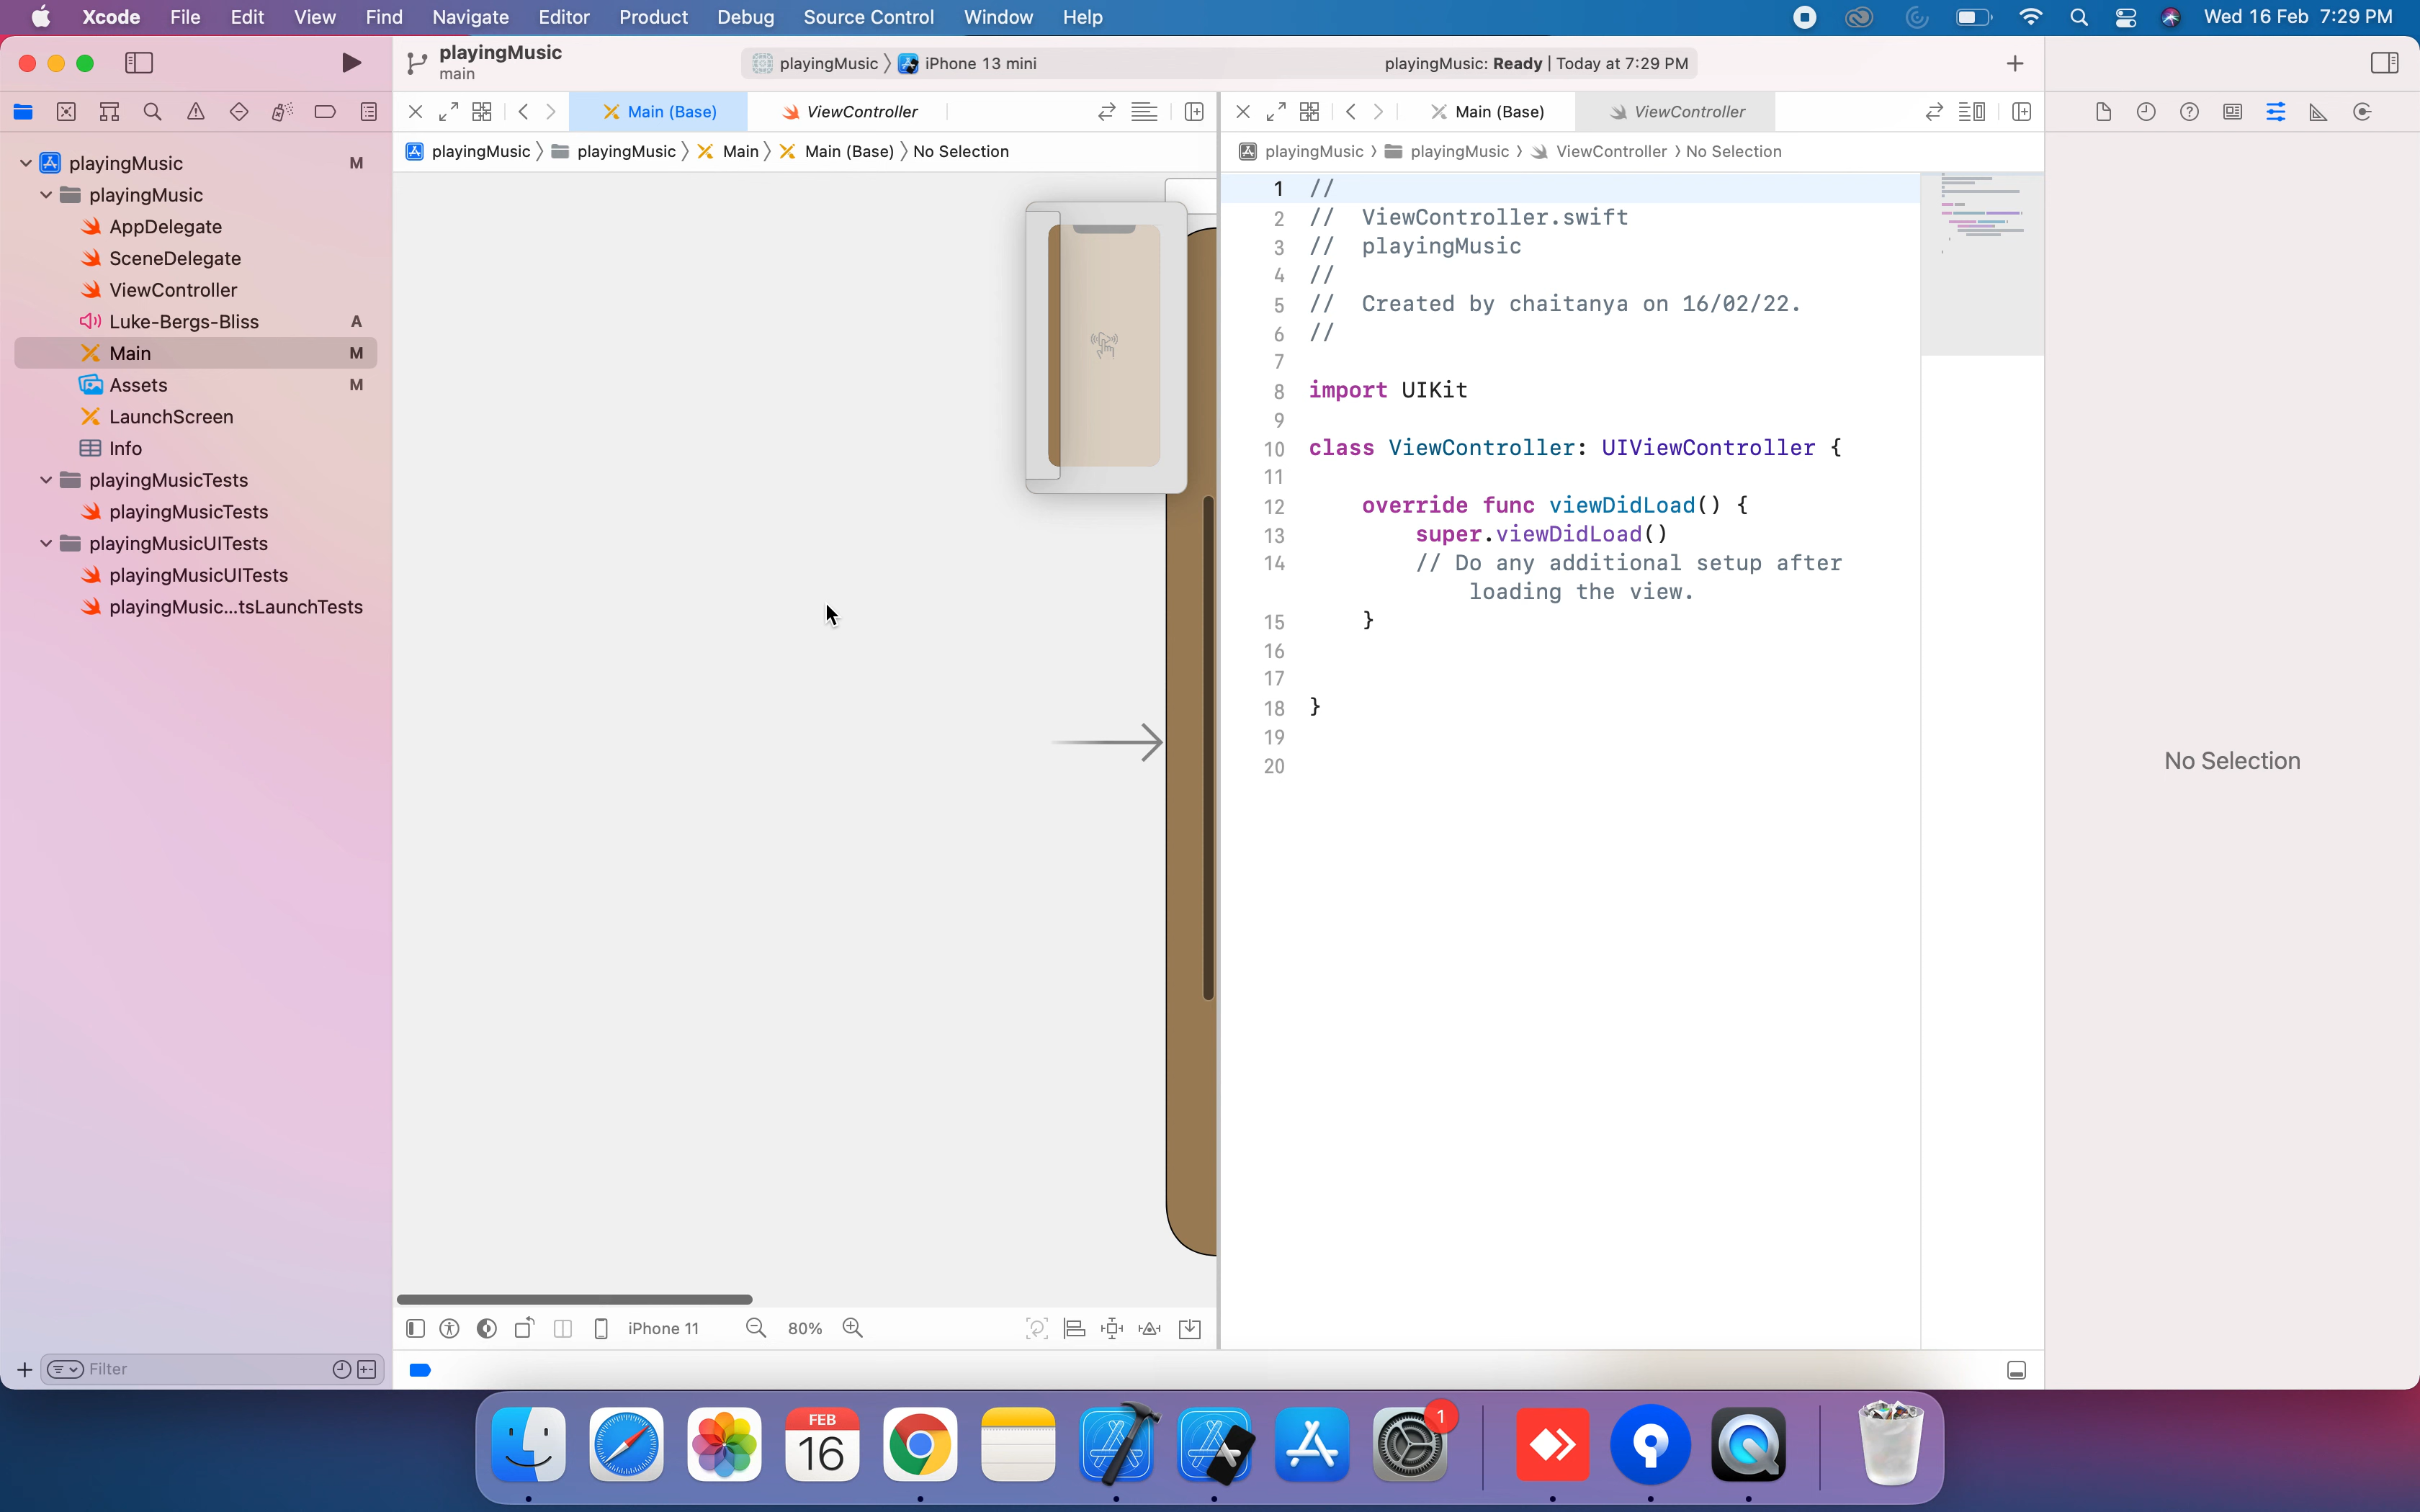 Xcode File Edit View Find Navigate Editor Product Debug Source Control Window Help Wed 16 Feb 7:29 PM
playingMusic
main
playingMusic iPhone 13 mini
playingMusic: Ready | Today at 7:29 PM
Main (Base) ViewController
Main (Base) ViewController
playingMusic playingMusic Main Main (Base) No Selection
playingMusic playingMusic ViewController No Selection
playingMusic M
playingMusic
AppDelegate
SceneDelegate
ViewController
Luke-Bergs-Bliss A
Main M
Assets M
LaunchScreen
Info
playingMusicTests
playingMusicTests
playingMusicUITests
playingMusicUITests
playingMusic...tsLaunchTests
Filter
iPhone 11 80%
1 //
2 //  ViewController.swift
3 //  playingMusic
4 //
5 //  Created by chaitanya on 16/02/22.
6 //
7
8 import UIKit
9
10 class ViewController: UIViewController {
11
12     override func viewDidLoad() {
13         super.viewDidLoad()
14         // Do any additional setup after
loading the view.
15     }
16
17
18 }
19
20
No Selection
FEB
16
1